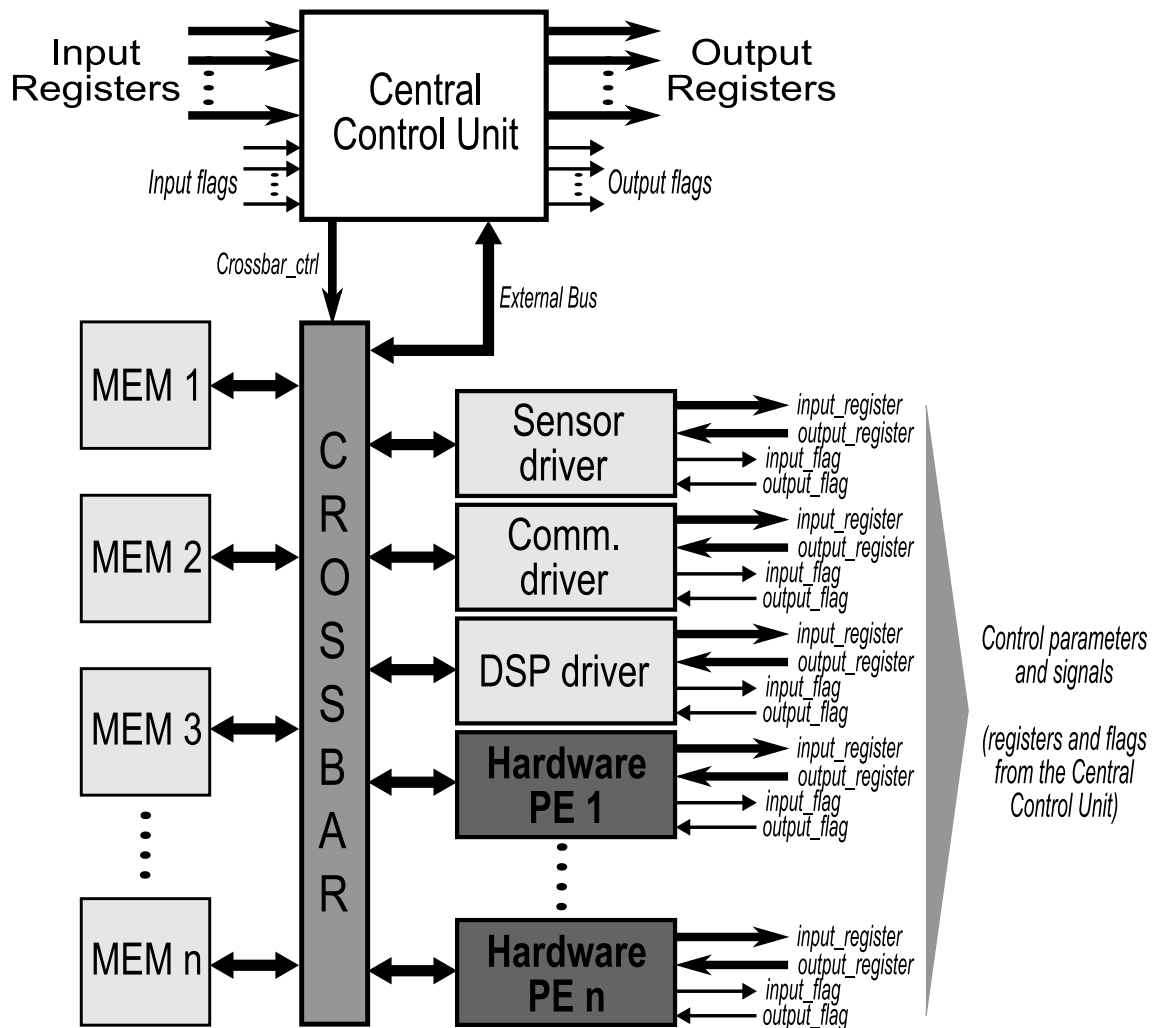 Input
Registers
Central
Control Unit
Output
Registers
Input flags
Output flags
Crossbar_ctrl
External Bus
MEM 1
MEM 2
MEM 3
MEM n
CROSSBAR
Sensor
driver
input_register
output_register
input_flag
output_flag
Comm.
driver
input_register
output_register
input_flag
output_flag
DSP driver
input_register
output_register
input_flag
output_flag
Hardware
PE 1
input_register
output_register
input_flag
output_flag
Hardware
PE n
input_register
output_register
input_flag
output_flag
Control parameters
and signals
(registers and flags
from the Central
Control Unit)